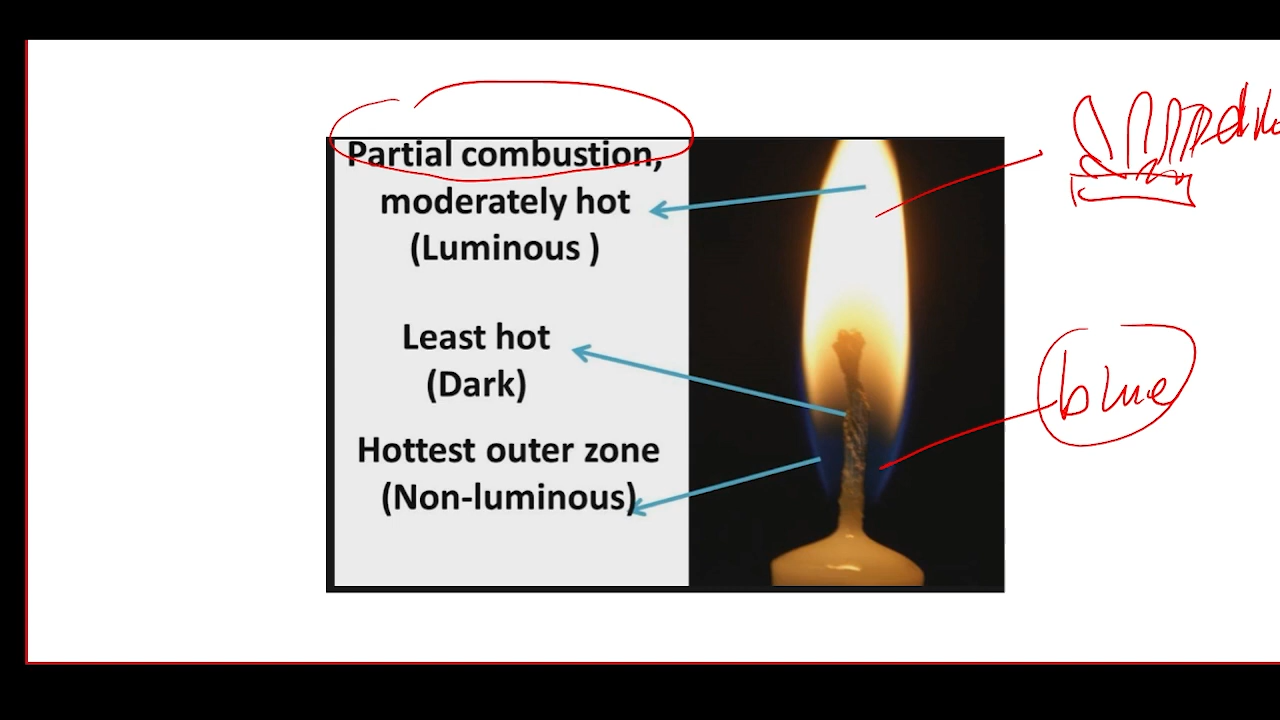 Partial combustion,
moderately hot
(Luminous )
Least hot
(Dark)
Hottest outer zone
(Non-luminous)
blue